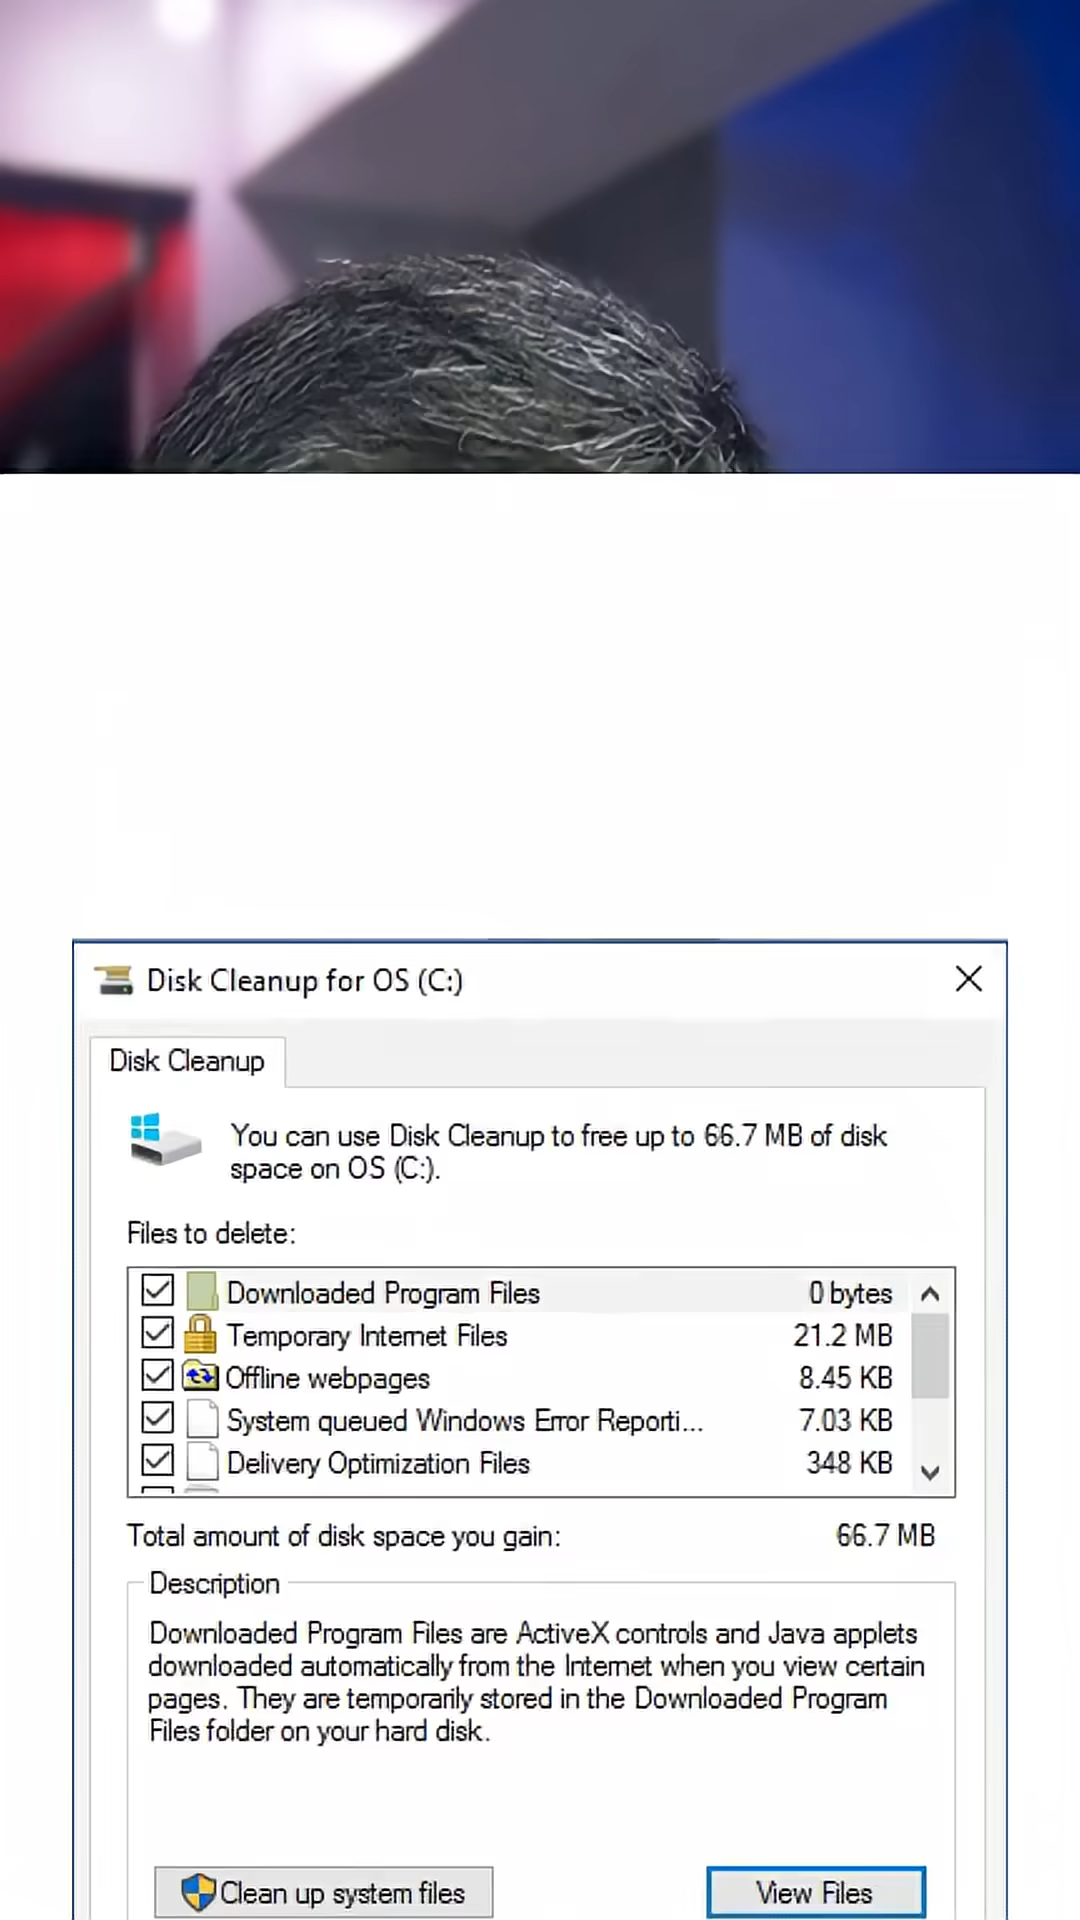 Disk Cleanup for OS (C:)
Disk Cleanup
You can use Disk Cleanup to free up to 66.7 MB of disk
space on OS (C:).
Files to delete:
Downloaded Program Files 0 bytes
Temporary Internet Files 21.2 MB
Offline webpages 8.45 KB
System queued Windows Error Reporti... 7.03 KB
Delivery Optimization Files 348 KB
Total amount of disk space you gain: 66.7 MB
Description
Downloaded Program Files are ActiveX controls and Java applets
downloaded automatically from the Internet when you view certain
pages. They are temporarily stored in the Downloaded Program
Files folder on your hard disk.
Clean up system files View Files